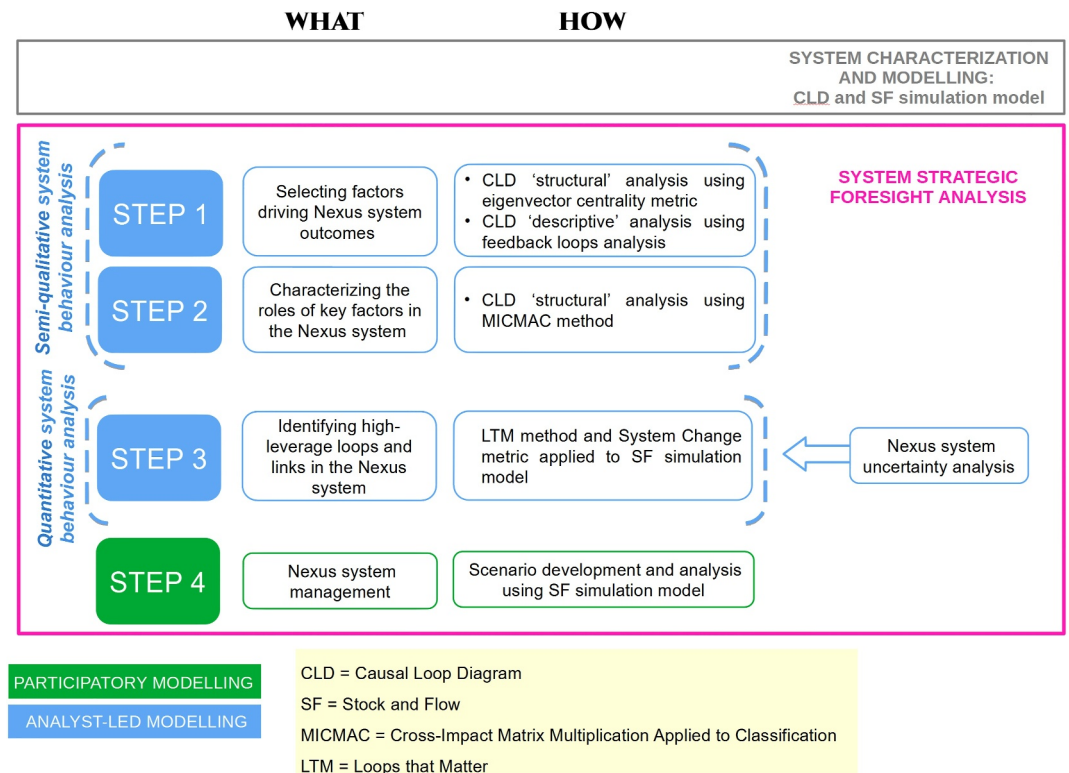 WHAT
HOW
SYSTEM CHARACTERIZATION
AND MODELLING:
CLD and SF simulation model
SYSTEM STRATEGIC
FORESIGHT ANALYSIS
Semi-qualitative system
behaviour analysis
STEP 1
Selecting factors
driving Nexus system
outcomes
• CLD ‘structural’ analysis using
eigenvector centrality metric
• CLD ‘descriptive’ analysis using
feedback loops analysis
STEP 2
Characterizing the
roles of key factors in
the Nexus system
• CLD ‘structural’ analysis using
MICMAC method
Quantitative system
behaviour analysis
STEP 3
Identifying high-
leverage loops and
links in the Nexus
system
LTM method and System Change
metric applied to SF simulation
model
Nexus system
uncertainty analysis
STEP 4
Nexus system
management
Scenario development and analysis
using SF simulation model
PARTICIPATORY MODELLING
ANALYST-LED MODELLING
CLD = Causal Loop Diagram
SF = Stock and Flow
MICMAC = Cross-Impact Matrix Multiplication Applied to Classification
LTM = Loops that Matter